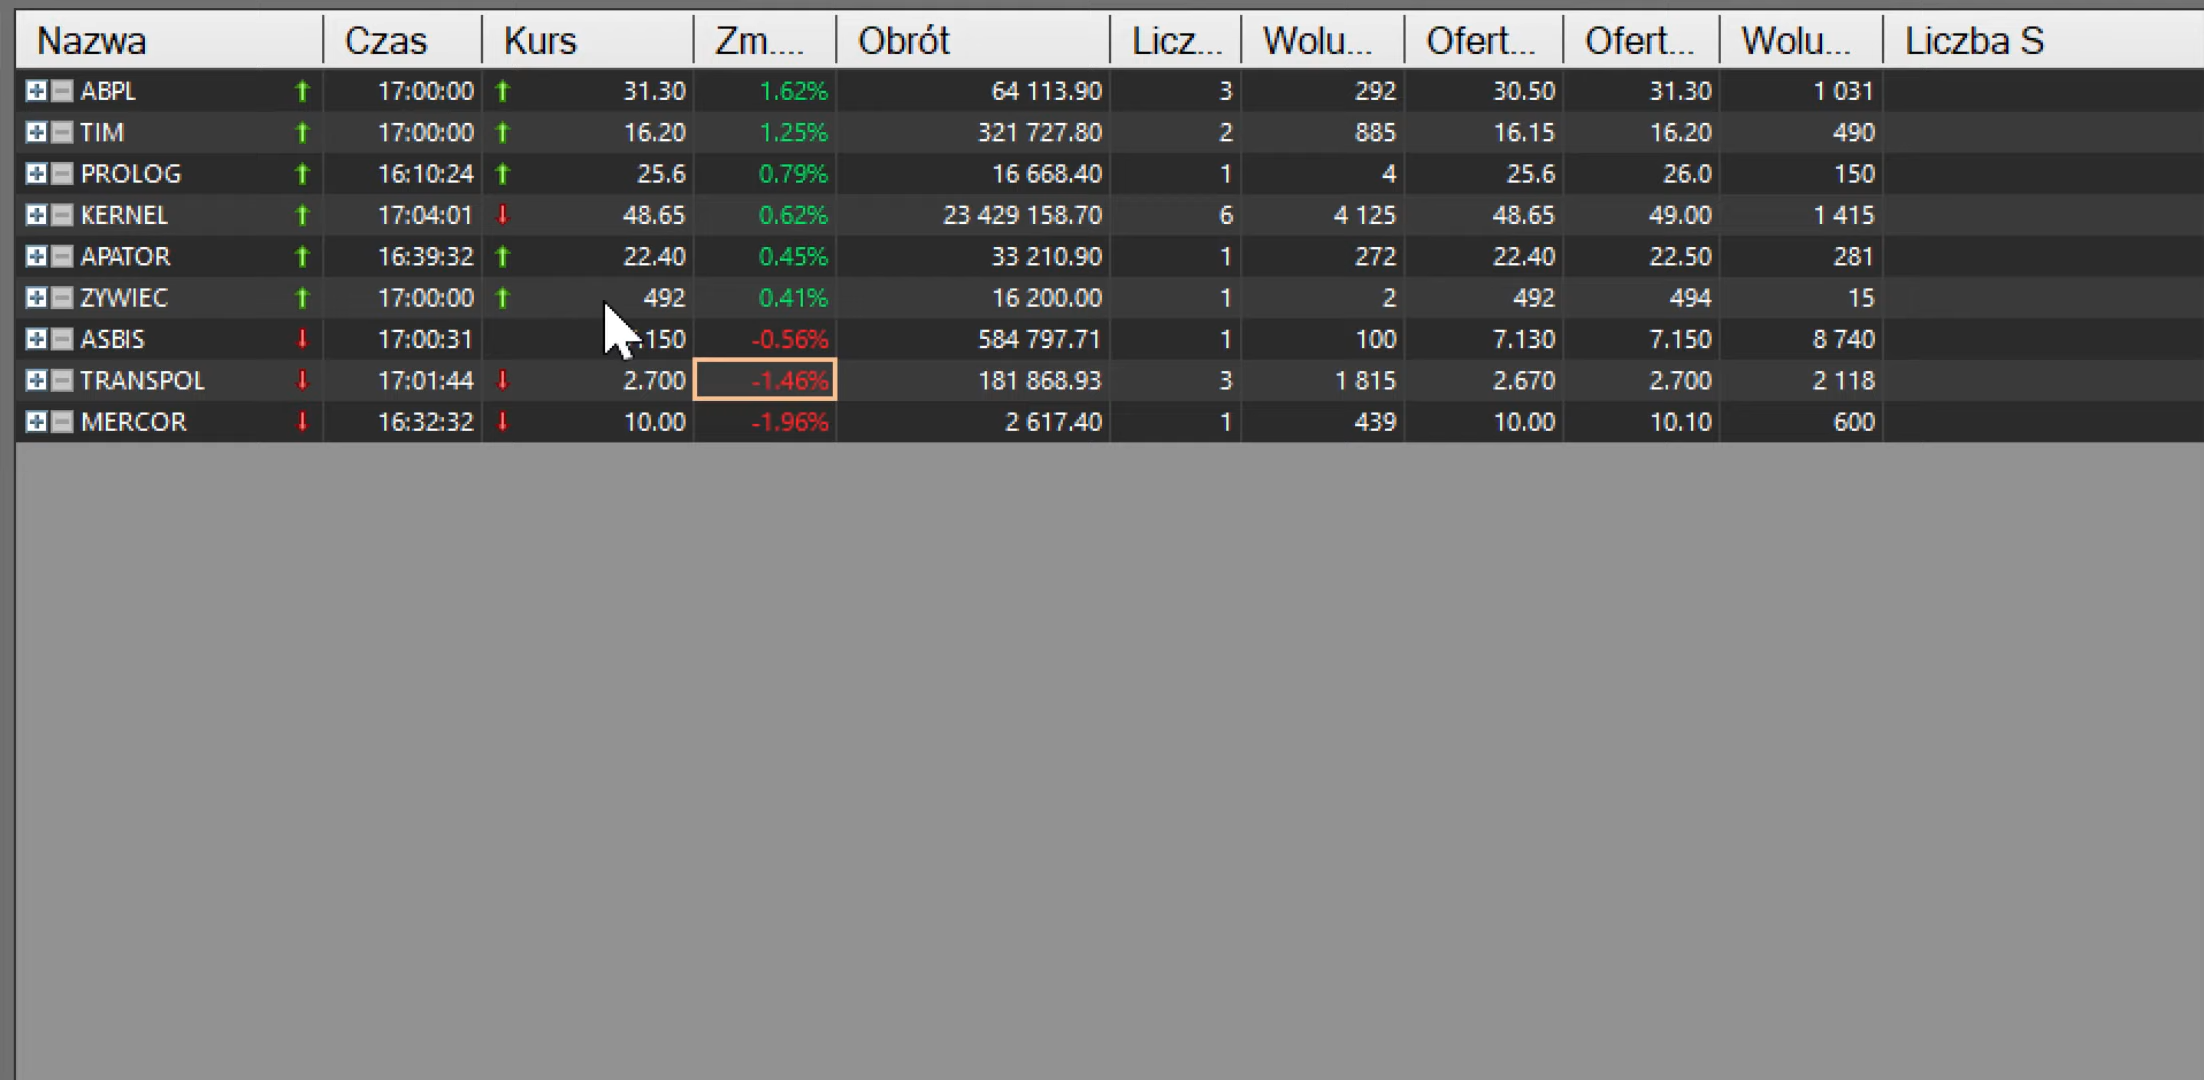 Nazwa Czas Kurs Zm.... Obrót Licz... Wolu... Ofert... Ofert... Wolu... Liczba S
ABPL 17:00:00 31.30 1.62% 64 113.90 3 292 30.50 31.30 1 031
TIM 17:00:00 16.20 1.25% 321 727.80 2 885 16.15 16.20 490
PROLOG 16:10:24 25.6 0.79% 16 668.40 1 4 25.6 26.0 150
KERNEL 17:04:01 48.65 0.62% 23 429 158.70 6 4 125 48.65 49.00 1 415
APATOR 16:39:32 22.40 0.45% 33 210.90 1 272 22.40 22.50 281
ZYWIEC 17:00:00 492 0.41% 16 200.00 1 2 492 494 15
ASBIS 17:00:31 .150 -0.56% 584 797.71 1 100 7.130 7.150 8 740
TRANSPOL 17:01:44 2.700 -1.46% 181 868.93 3 1 815 2.670 2.700 2 118
MERCOR 16:32:32 10.00 -1.96% 2 617.40 1 439 10.00 10.10 600